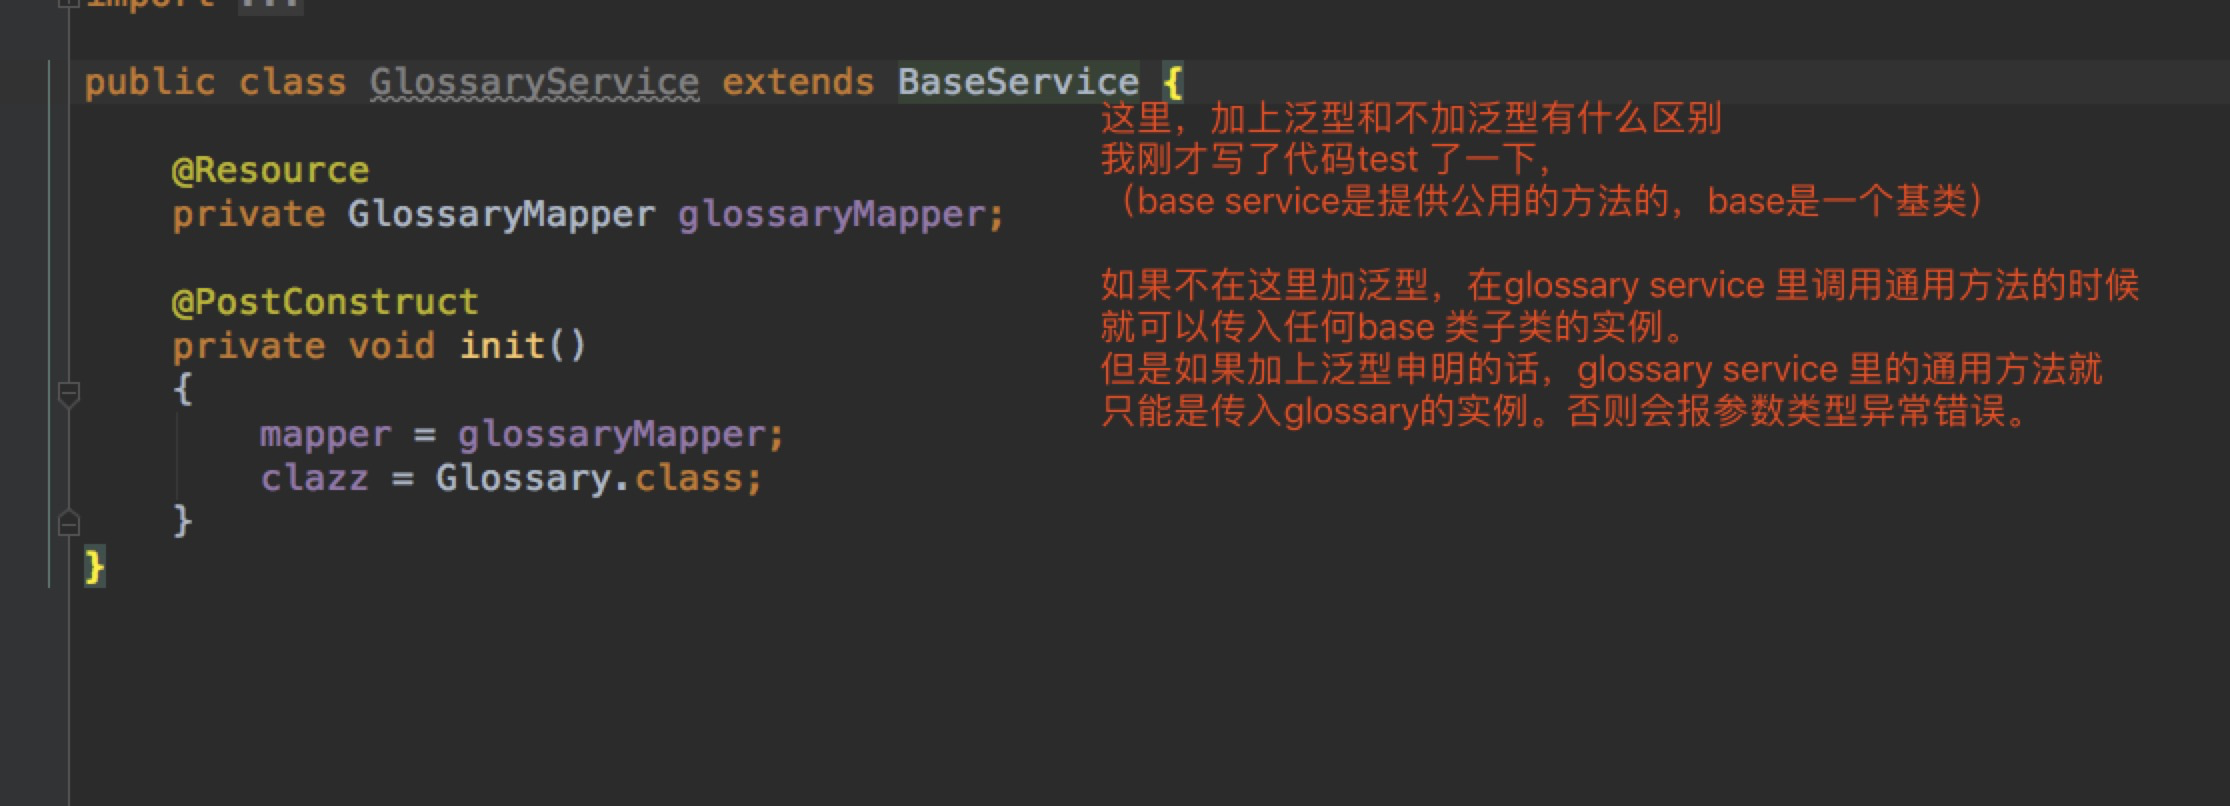 import ...
public class GlossaryService extends BaseService {
这里，加上泛型和不加泛型有什么区别
我刚才写了代码test 了一下，
（base service是提供公用的方法的，base是一个基类）
@Resource
private GlossaryMapper glossaryMapper;
如果不在这里加泛型，在glossary service 里调用通用方法的时候
就可以传入任何base 类子类的实例。
但是如果加上泛型申明的话，glossary service 里的通用方法就
只能是传入glossary的实例。否则会报参数类型异常错误。
@PostConstruct
private void init()
{
mapper = glossaryMapper;
clazz = Glossary.class;
}
}